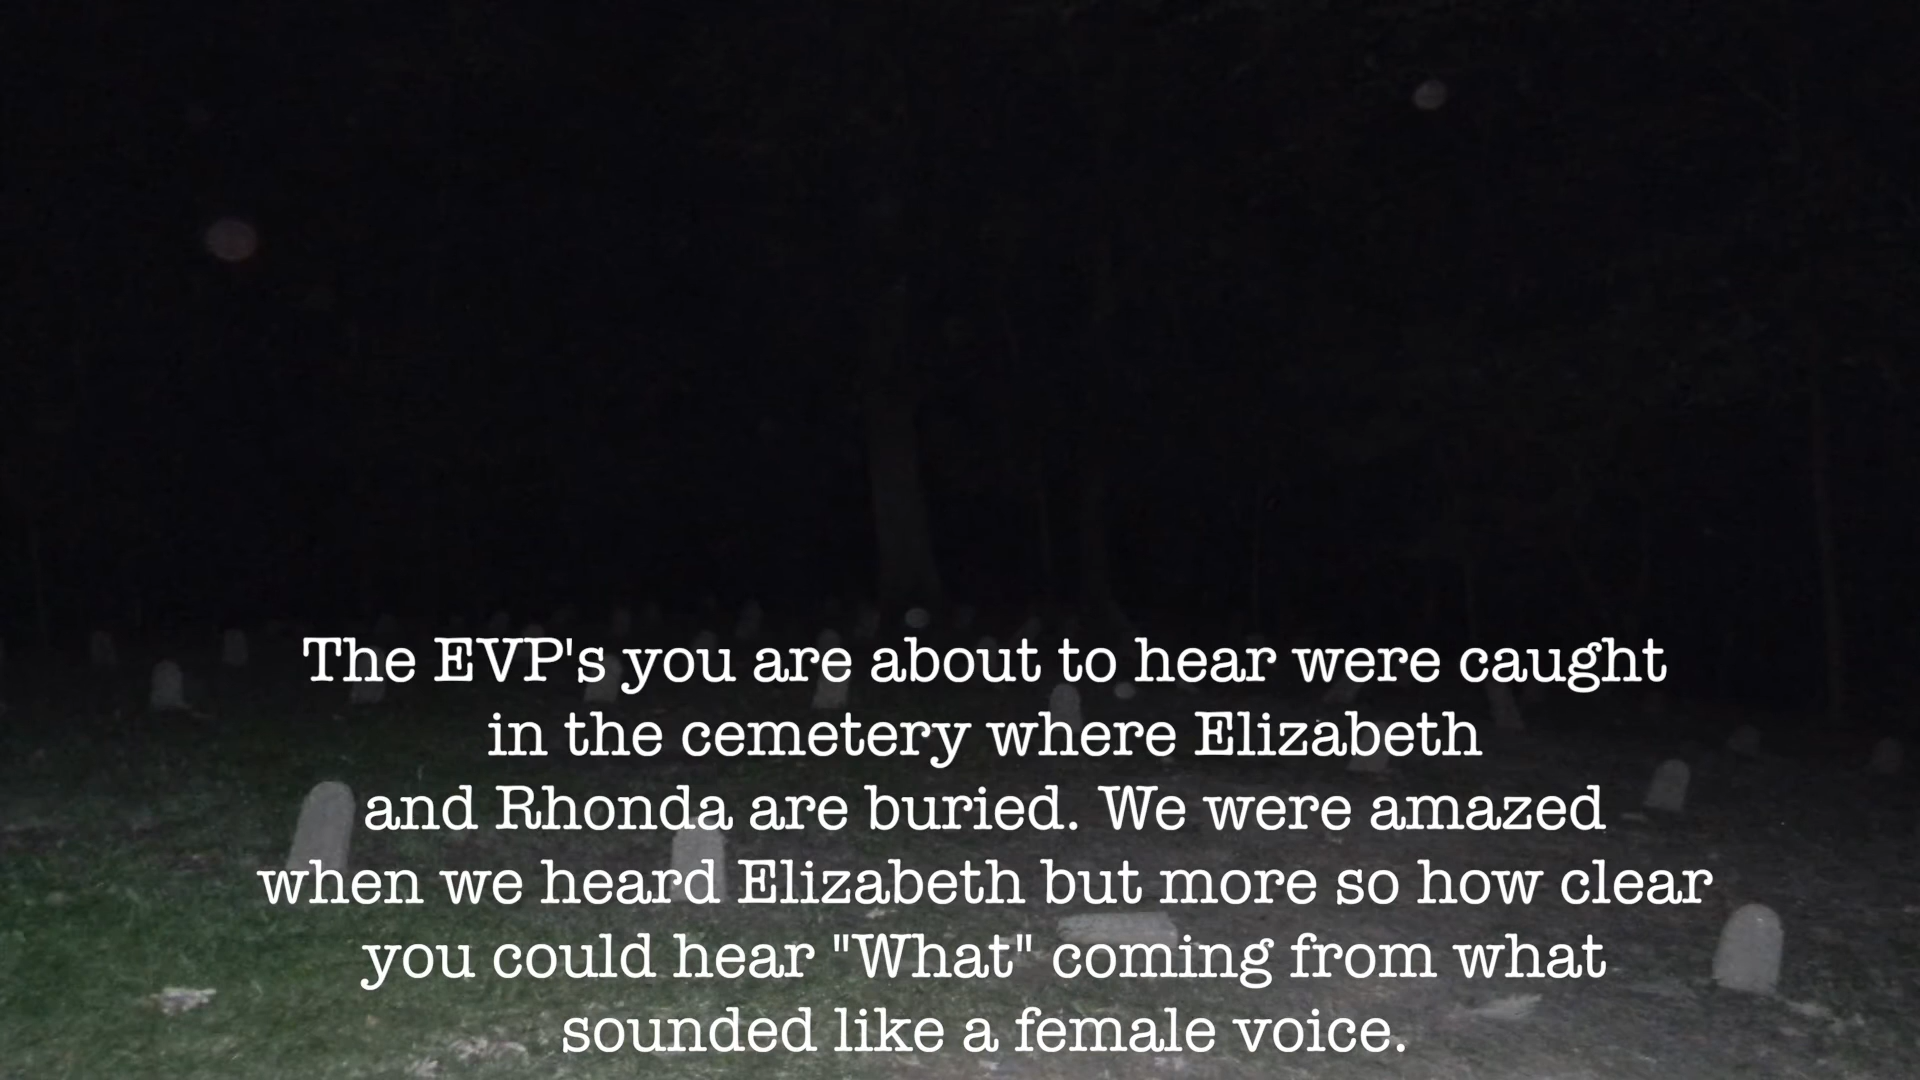 The EVP's you are about to hear were caught
in the cemetery where Elizabeth
and Rhonda are buried. We were amazed
when we heard Elizabeth but more so how clear
you could hear "What" coming from what
sounded like a female voice.